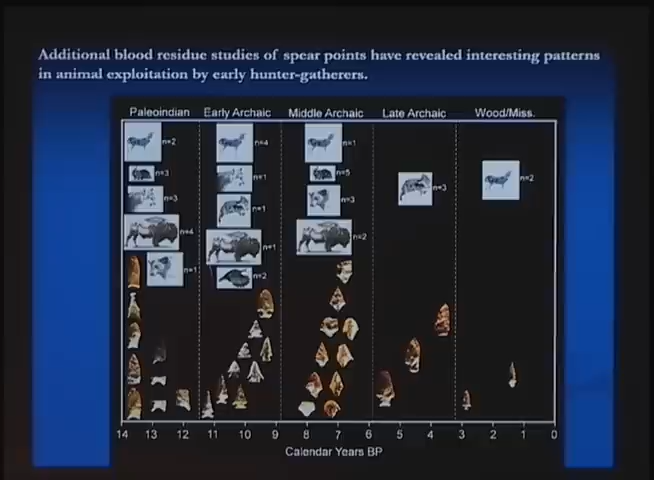 Additional blood residue studies of spear points have revealed interesting patterns
in animal exploitation by early hunter-gatherers.
Paleoindian Early Archaic Middle Archaic Late Archaic Wood/Miss.
n=2 n=4 n=1
n=3 n=1 n=5 n=3 n=2
n=3 n=1 n=3
n=4 n=1 n=2
n=1 n=2
14 13 12 11 10 9 8 7 6 5 4 3 2 1 0
Calendar Years BP